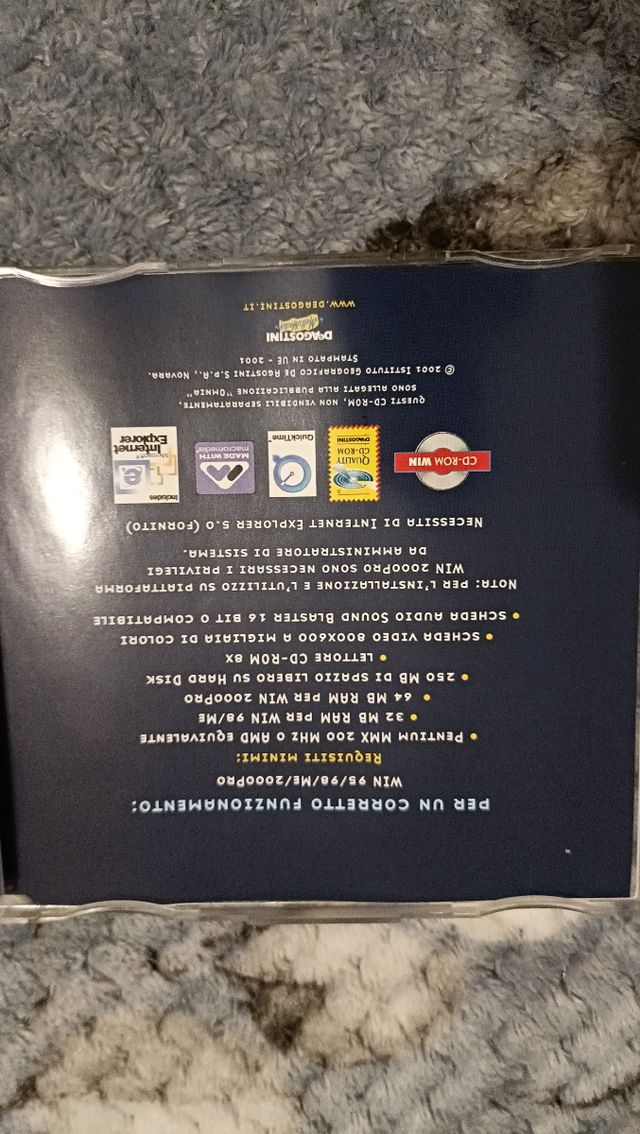 PER UN CORRETTO FUNZIONAMENTO:
WIN 95/98/ME/2000PRO
REQUISITI MINIMI:
• PENTIUM MMX 200 MHZ O AMD EQUIVALENTE
• 32 MB RAM PER WIN 98/ME
• 64 MB RAM PER WIN 2000PRO
• 250 MB DI SPAZIO LIBERO SU HARD DISK
• LETTORE CD-ROM 8X
• SCHEDA VIDEO 800X600 A MIGLIAIA DI COLORI
• SCHEDA AUDIO SOUND BLASTER 16 BIT O COMPATIBILE
NOTA: PER L'INSTALLAZIONE E L'UTILIZZO SU PIATTAFORMA
WIN 2000PRO SONO NECESSARI PRIVILEGI
DA AMMINISTRATORE DI SISTEMA.
NECESSITA DI INTERNET EXPLORER 5.0 (FORNITO)
CD-ROM WIN
QUALITY
CD-ROM
DEAGOSTINI
QuickTime™
MADE WITH
macromedia®
includes
Microsoft®
Internet
Explorer
QUESTI CD-ROM, NON VENDIBILI SEPARATAMENTE,
SONO ALLEGATI ALLA PUBBLICAZIONE "OMNIA"
© 2001 ISTITUTO GEOGRAFICO DE AGOSTINI S.P.A., NOVARA.
STAMPATO IN UE - 2001
DEAGOSTINI
Multimedia
WWW.DEAGOSTINI.IT